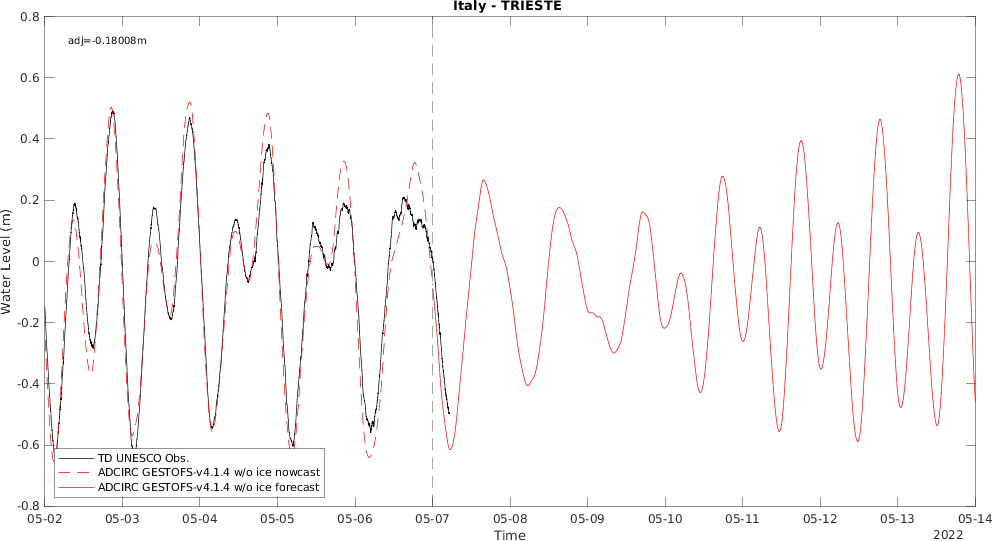 Italy - TRIESTE
adj=-0.18008m
Water Level (m)
0.8
0.6
0.4
0.2
0
-0.2
-0.4
-0.6
-0.8
TD UNESCO Obs.
ADCIRC GESTOFS-v4.1.4 w/o ice nowcast
ADCIRC GESTOFS-v4.1.4 w/o ice forecast
05-02 05-03 05-04 05-05 05-06 05-07 05-08 05-09 05-10 05-11 05-12 05-13 05-14
Time
2022